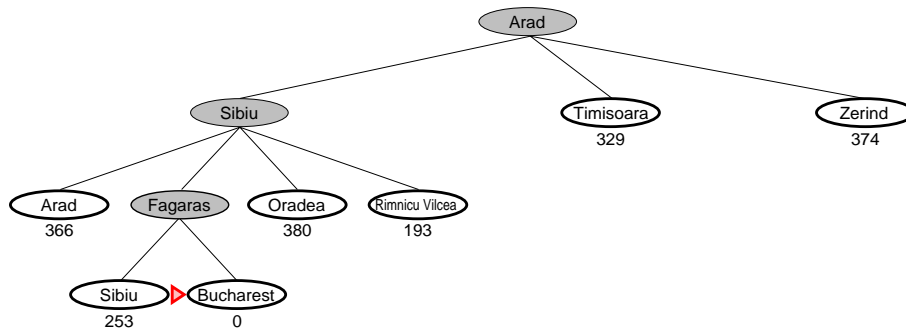 Arad
Sibiu
Timisoara
Zerind
329
374
Arad
Fagaras
Oradea
Rimnicu Vilcea
366
380
193
Sibiu
Bucharest
253
0